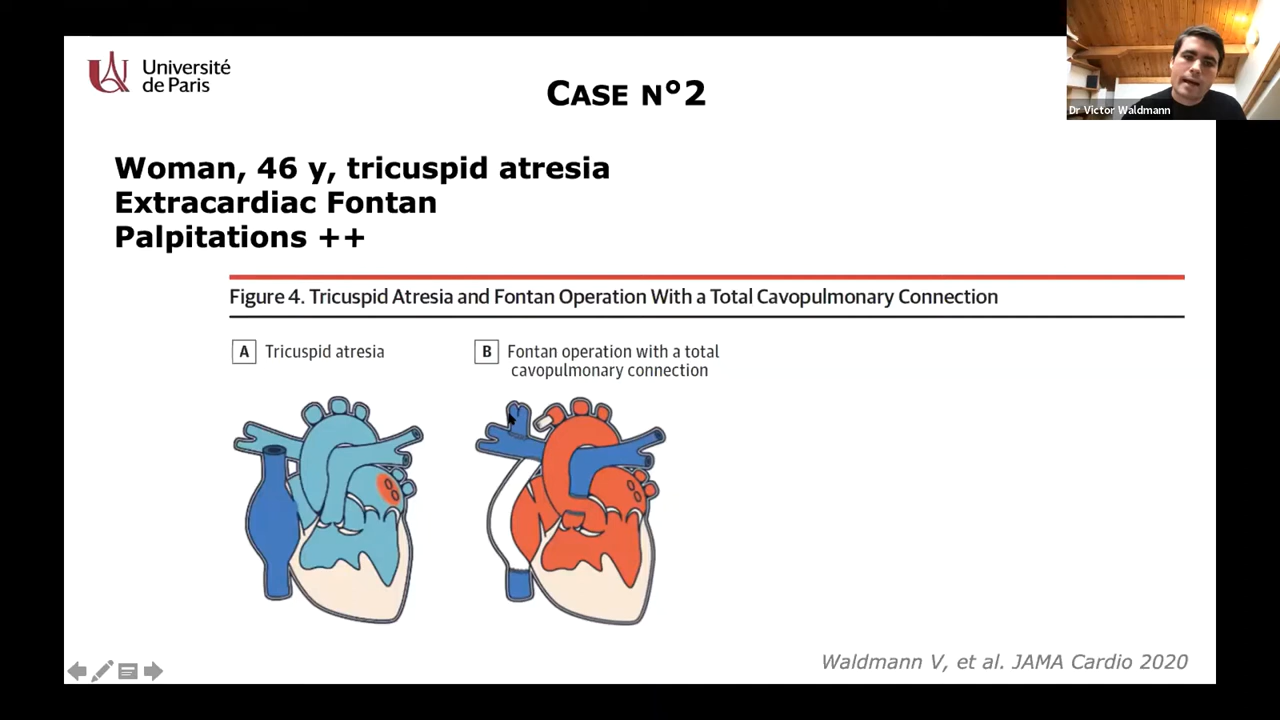 Université
de Paris
CASE N°2
Dr Victor Waldmann
Woman, 46 y, tricuspid atresia
Extracardiac Fontan
Palpitations ++
Figure 4. Tricuspid Atresia and Fontan Operation With a Total Cavopulmonary Connection
A Tricuspid atresia
B Fontan operation with a total
cavopulmonary connection
Waldmann V, et al. JAMA Cardio 2020